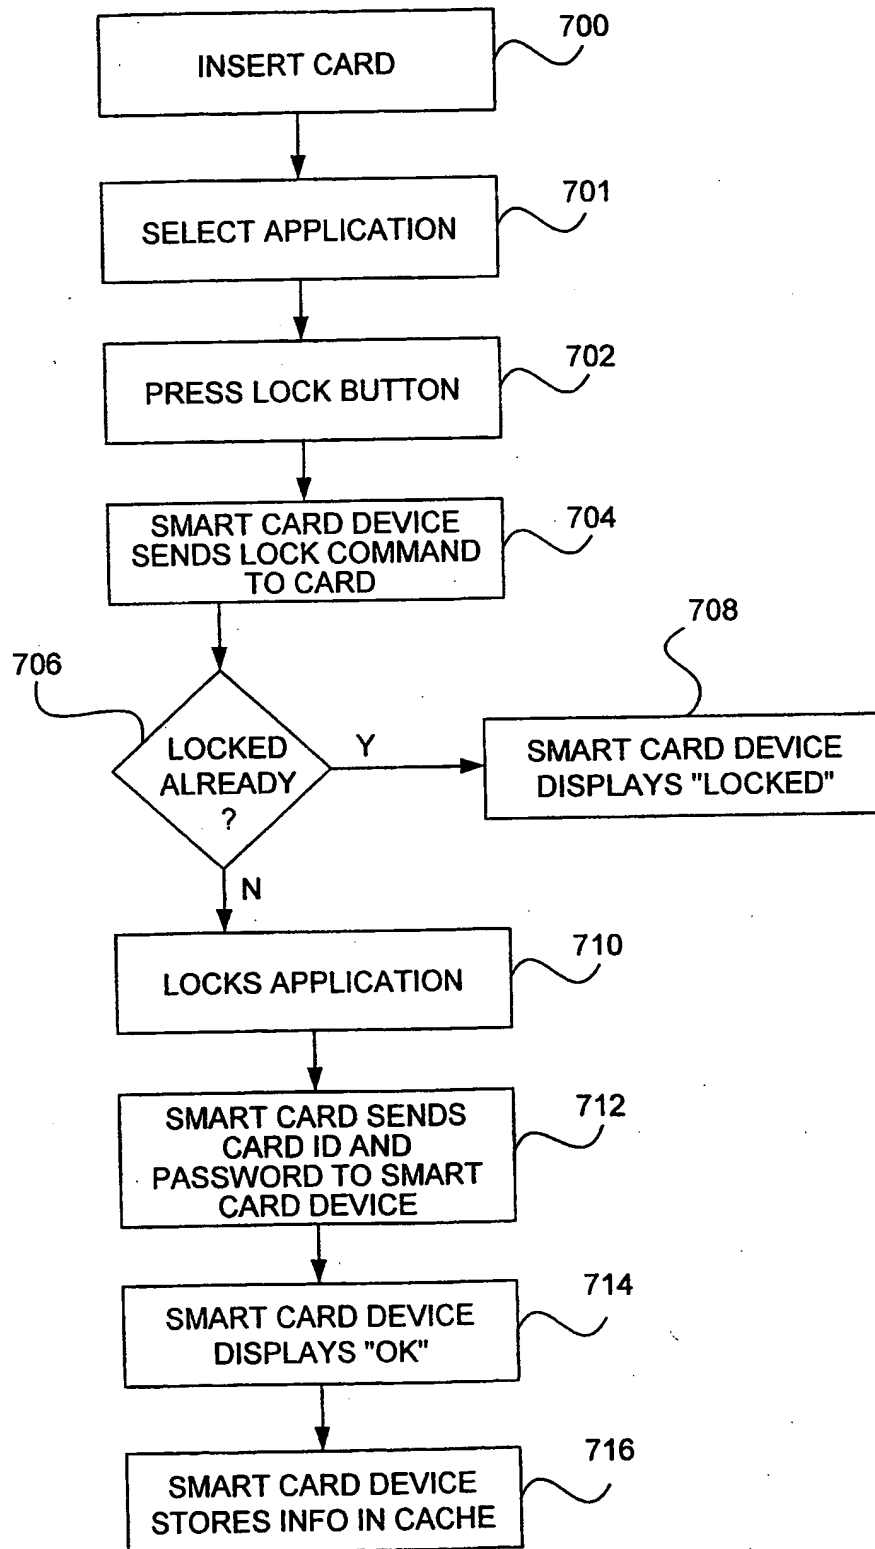 700
INSERT CARD
701
SELECT APPLICATION
702
PRESS LOCK BUTTON
704
SMART CARD DEVICE
SENDS LOCK COMMAND
TO CARD
706
LOCKED
ALREADY
?
Y
708
SMART CARD DEVICE
DISPLAYS "LOCKED"
N
710
LOCKS APPLICATION
712
SMART CARD SENDS
CARD ID AND
PASSWORD TO SMART
CARD DEVICE
714
SMART CARD DEVICE
DISPLAYS "OK"
716
SMART CARD DEVICE
STORES INFO IN CACHE